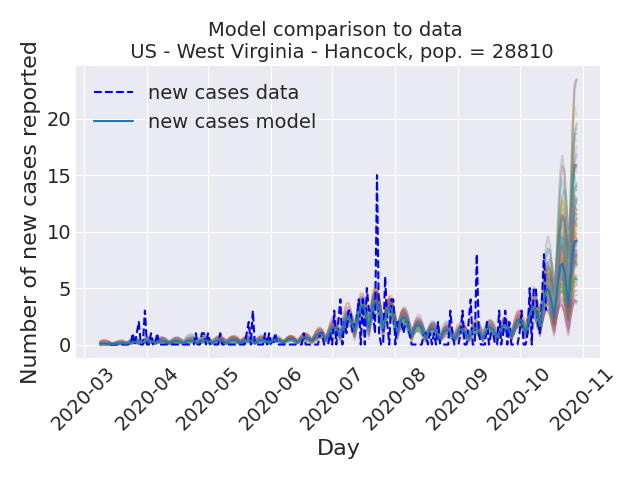 Model comparison to data
US - West Virginia - Hancock, pop. = 28810
Number of new cases reported
20
15
10
5
0
new cases data
new cases model
2020-03
2020-04
2020-05
2020-06
2020-07
2020-08
2020-09
2020-10
2020-11
Day